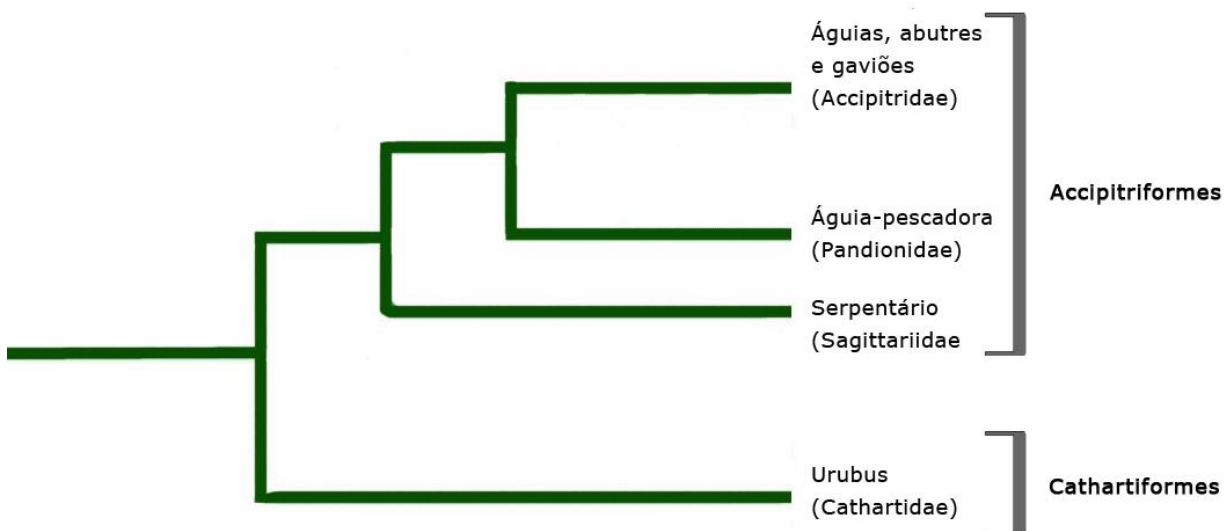 Águias, abutres
e gaviões
(Accipitridae)
Accipitriformes
Águia-pescadora
(Pandionidae)
Serpentário
(Sagittariidae
Urubus
(Cathartidae)
Cathartiformes